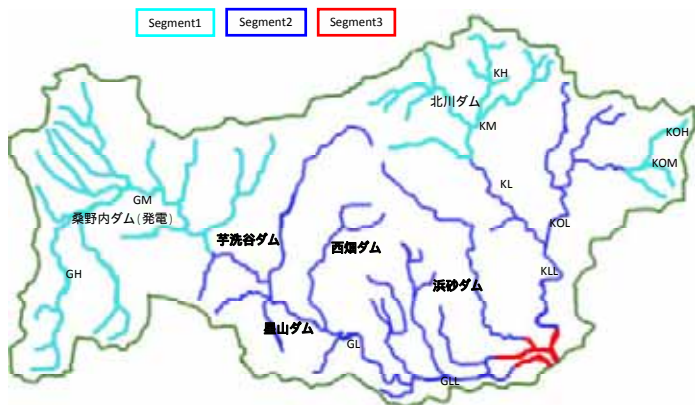 Segment1 Segment2 Segment3
KH
北川ダム
KM
KOH
KOM
KL
GM
桑野内ダム(発電)
KOL
芋洗谷ダム
西畑ダム
KLL
GH
浜砂ダム
星山ダム
GL
GLL